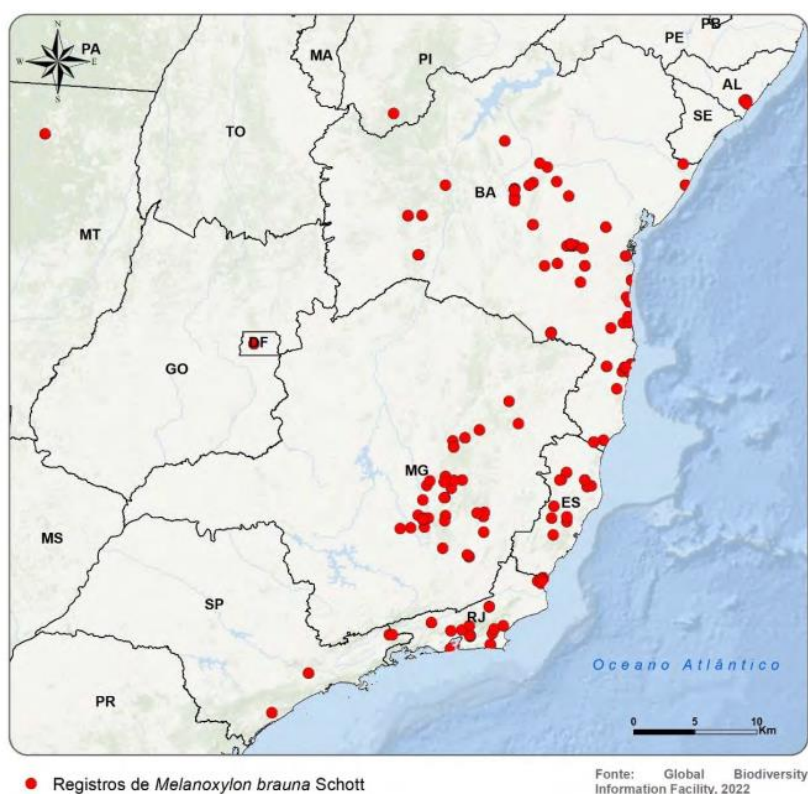 N
W
E
S
PA
MA
PI
PE
PB
AL
SE
TO
BA
MT
DF
GO
MG
ES
MS
SP
RJ
PR
Oceano Atlântico
0 5 10
Km
Registros de Melanoxylon brauna Schott
Fonte: Global Biodiversity
Information Facility, 2022